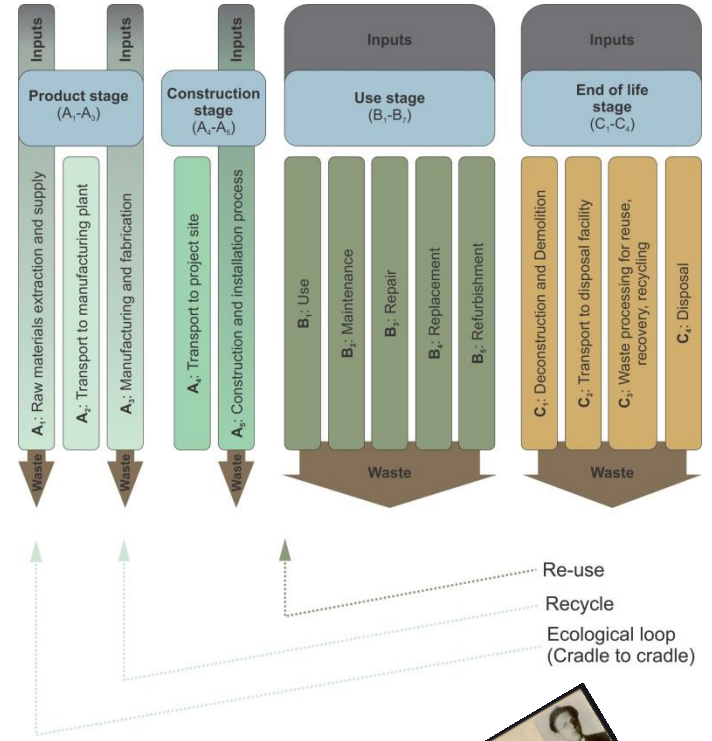 Inputs
Inputs
Inputs
Inputs
Inputs
Product stage
(A₁-A₃)
Construction
stage
(A₄-A₅)
Use stage
(B₁-B₇)
End of life
stage
(C₁-C₄)
A₁: Raw materials extraction and supply
A₂: Transport to manufacturing plant
A₃: Manufacturing and fabrication
A₄: Transport to project site
A₅: Construction and installation process
B₁: Use
B₂: Maintenance
B₃: Repair
B₄: Replacement
B₅: Refurbishment
C₁: Deconstruction and Demolition
C₂: Transport to disposal facility
C₃: Waste processing for reuse,
recovery, recycling
C₄: Disposal
Waste
Waste
Waste
Waste
Waste
Re-use
Recycle
Ecological loop
(Cradle to cradle)